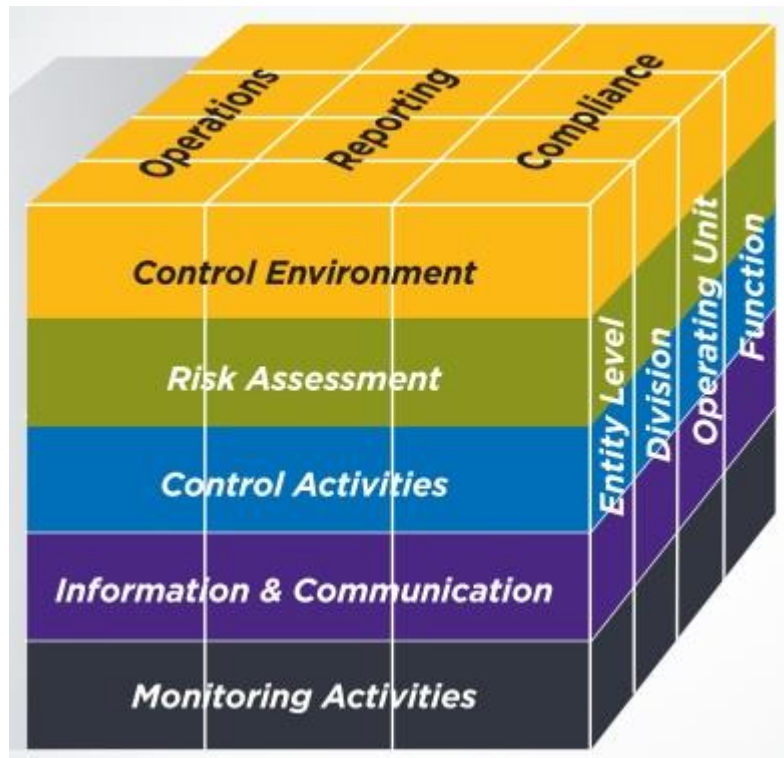 Operations
Reporting
Compliance
Control Environment
Risk Assessment
Control Activities
Information & Communication
Monitoring Activities
Entity Level
Division
Operating Unit
Function